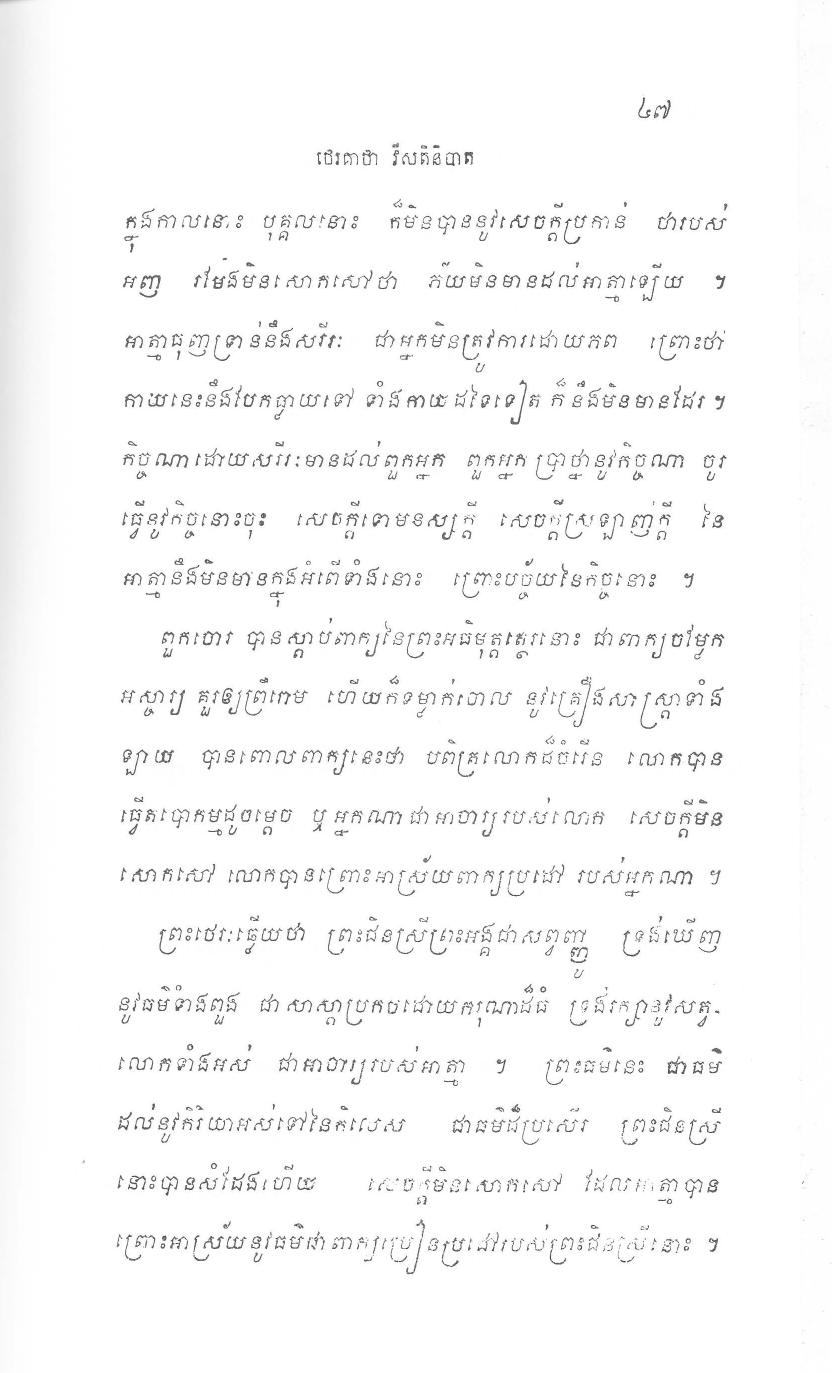 ៤៧
ថេរគាថា វីសតិនិបាត
ក្នុងកាលនោះ បុគ្គលនោះ ក៏មិនបាននូវសេចក្តីប្រកាន់ ថារបស់
អញ រមែងមិនសោកសៅថា ភ័យមិនមានដល់អាត្មាឡើយ ។
អាត្មាធុញទ្រាន់នឹងសរីរៈ ជាអ្នកមិនត្រូវការដោយភព ព្រោះថា
កាយនេះនឹងបែកធ្លាយទៅ ទាំងកាយដទៃទៀត ក៏ នឹងមិនមានដែរ ។
កិច្ចណាដោយសរីរៈមានដល់ពួកអ្នក ពួកអ្នក ប្រាថ្នានូវកិច្ចណា ចូរ
ធ្វើនូវកិច្ចនោះចុះ សេចក្តីទោមនស្សក្តី សេចក្តីស្រឡាញ់ក្តី នៃ
អាត្មានឹងមិនមានក្នុងអំពើទាំងនោះ ព្រោះបច្ច័យនៃកិច្ចនោះ ។
ពួកចោរ បានស្តាប់ពាក្យនៃព្រះអធិមុត្តត្ថេរនោះ ជាពាក្យចម្លែក
អស្ចារ្យ គួរឲ្យព្រឺរោម ហើយក៏ទម្លាក់ចោល នូវគ្រឿងសាស្ត្រាទាំង
ឡាយ បានពោលពាក្យនេះថា បពិត្រលោកដ៏ចំរើន លោកបាន
ធ្វើតបោកម្មដូចម្តេច ឬ អ្នកណាជាអាចារ្យរបស់លោក សេចក្តីមិន
សោកសៅ លោកបានព្រោះអាស្រ័យពាក្យប្រដៅ របស់អ្នកណា ។
ព្រះថេរៈធ្លើយថា ព្រះជិនស្រីព្រះអង្គជាសព្វញ្ញូ ទ្រង់ឃើញ
នូវធម៌ទាំងពួង ជាសាស្តាប្រកបដោយករុណាដ៏ធំ ទ្រង់រក្សានូវសត្វ-
លោកទាំងអស់ ជាអាចារ្យរបស់អាត្មា ។ ព្រះធម៌នេះ ជាធម៌
ដល់នូវកិរិយាអស់ទៅនៃកិលេស ជាធម៌ដ៏ប្រសើរ ព្រះជិនស្រី
នោះបានសំដែងហើយ សេចក្តីមិនសោកសៅ ដែលអាត្មាបាន
ព្រោះអាស្រ័យនូវធម៌ជាពាក្យប្រៀនប្រដៅរបស់ព្រះជិនស្រីនោះ ។